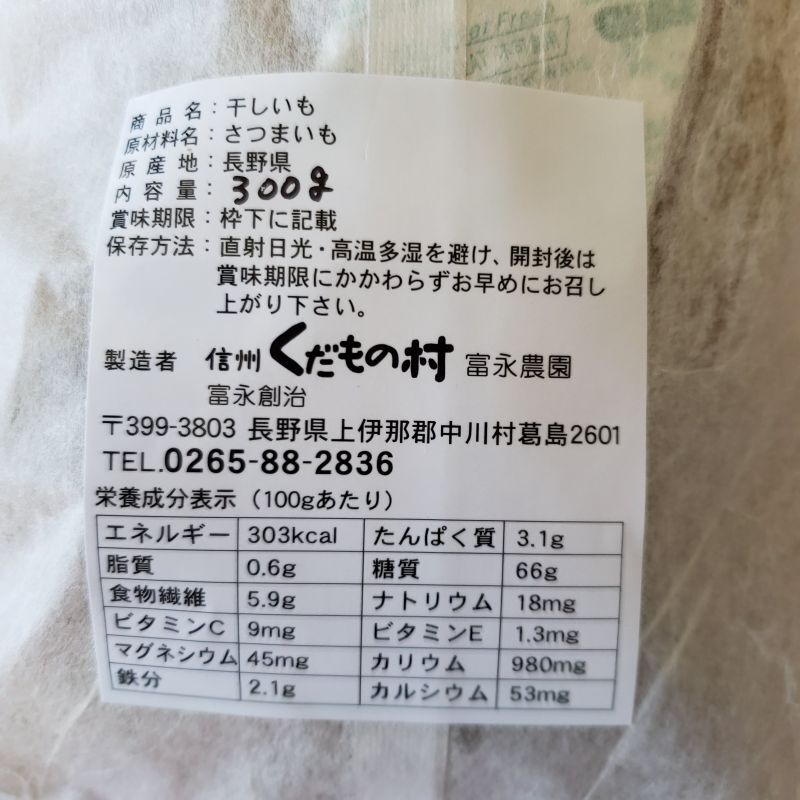 商品名：干しいも
原材料名：さつまいも
原産地：長野県
内容量：300g
賞味期限：枠下に記載
保存方法：直射日光・高温多湿を避け、開封後は
賞味期限にかかわらずお早めにお召し
上がり下さい。
製造者 信州くだもの村 富永農園
富永創治
〒399-3803 長野県上伊那郡中川村葛島2601
TEL.0265-88-2836
栄養成分表示（100gあたり）
エネルギー 303kcal たんぱく質 3.1g
脂質 0.6g 糖質 66g
食物繊維 5.9g ナトリウム 18mg
ビタミンC 9mg ビタミンE 1.3mg
マグネシウム 45mg カリウム 980mg
鉄分 2.1g カルシウム 53mg